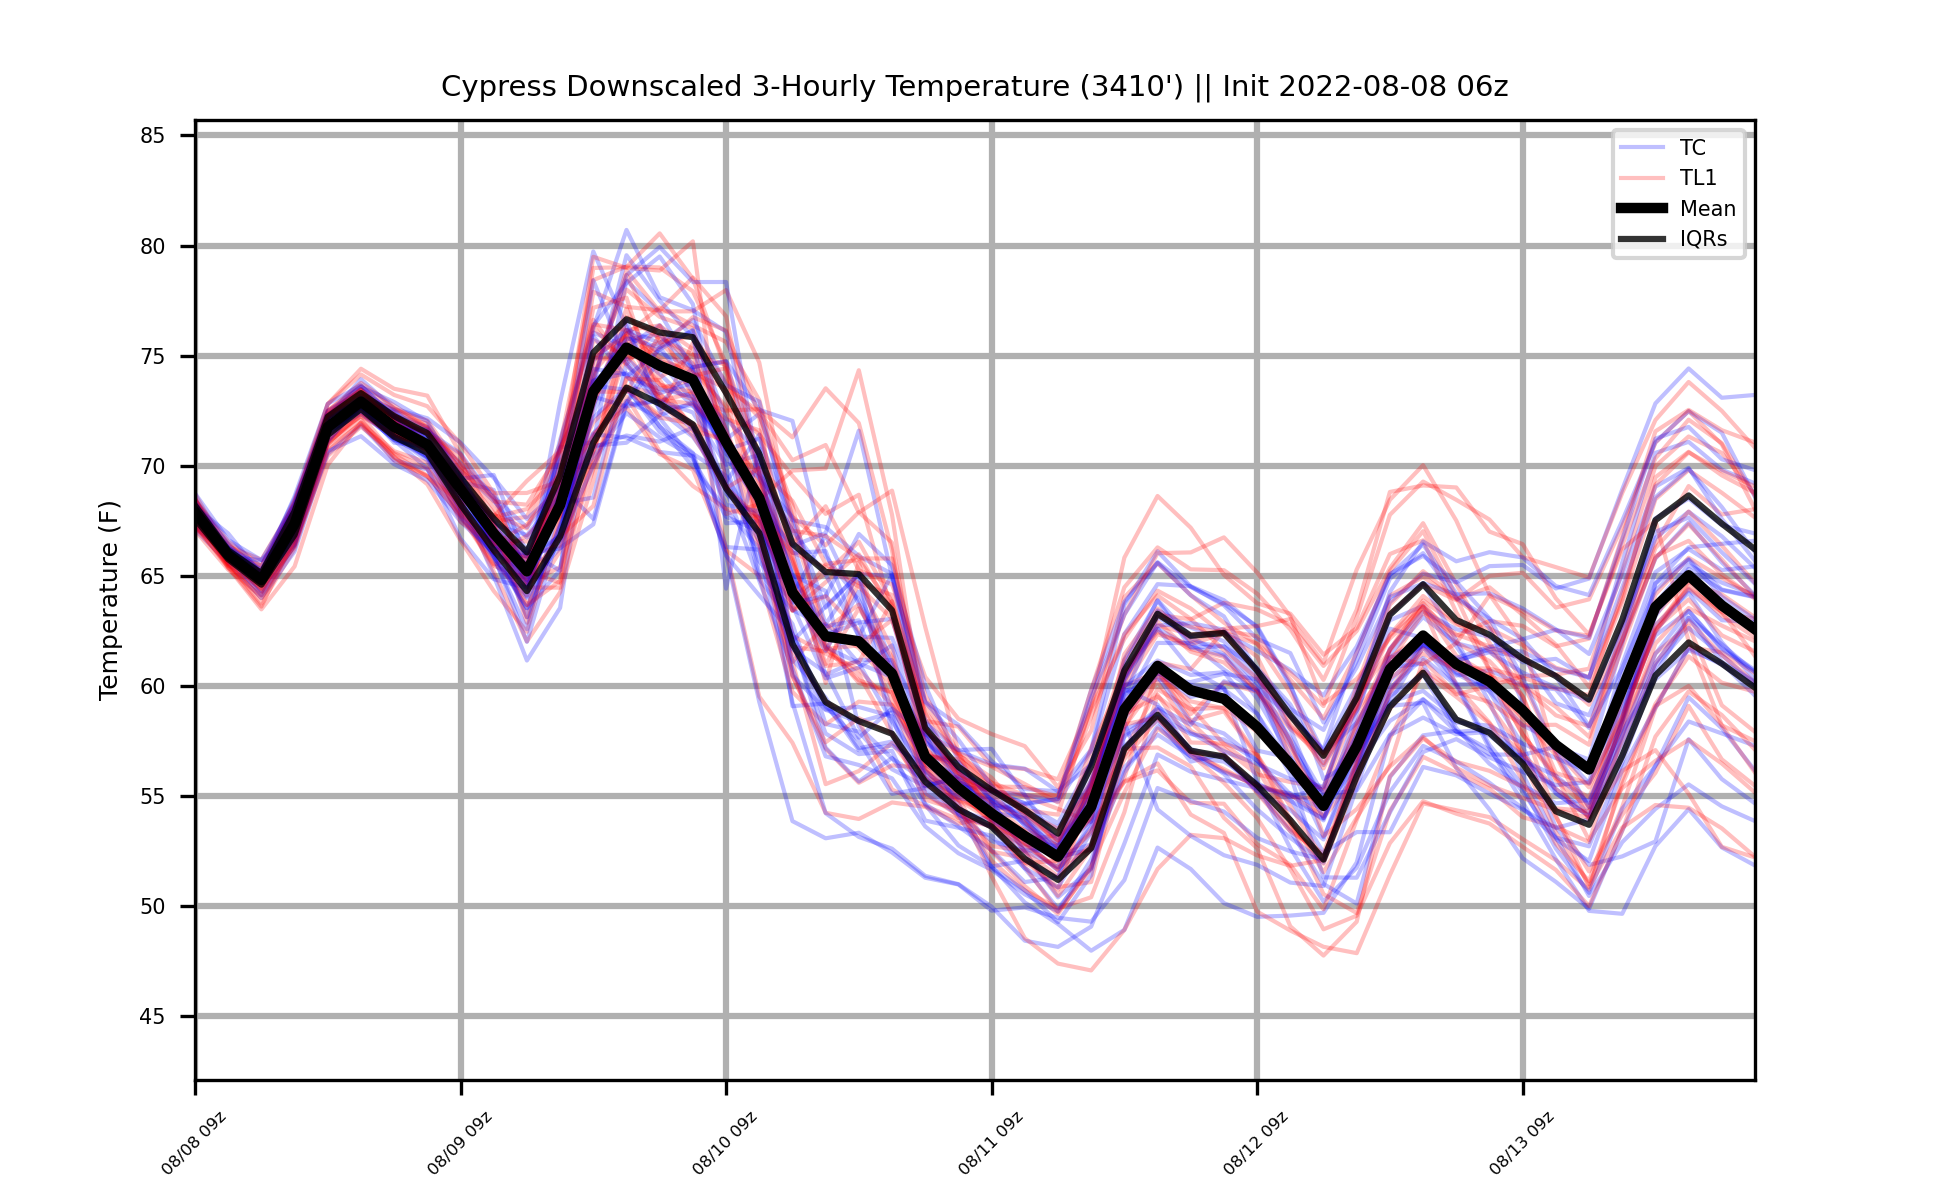 Cypress Downscaled 3-Hourly Temperature (3410') || Init 2022-08-08 06z
TC
TL1
Mean
IQRs
Temperature (F)
85
80
75
70
65
60
55
50
45
08/08 09z
08/09 09z
08/10 09z
08/11 09z
08/12 09z
08/13 09z